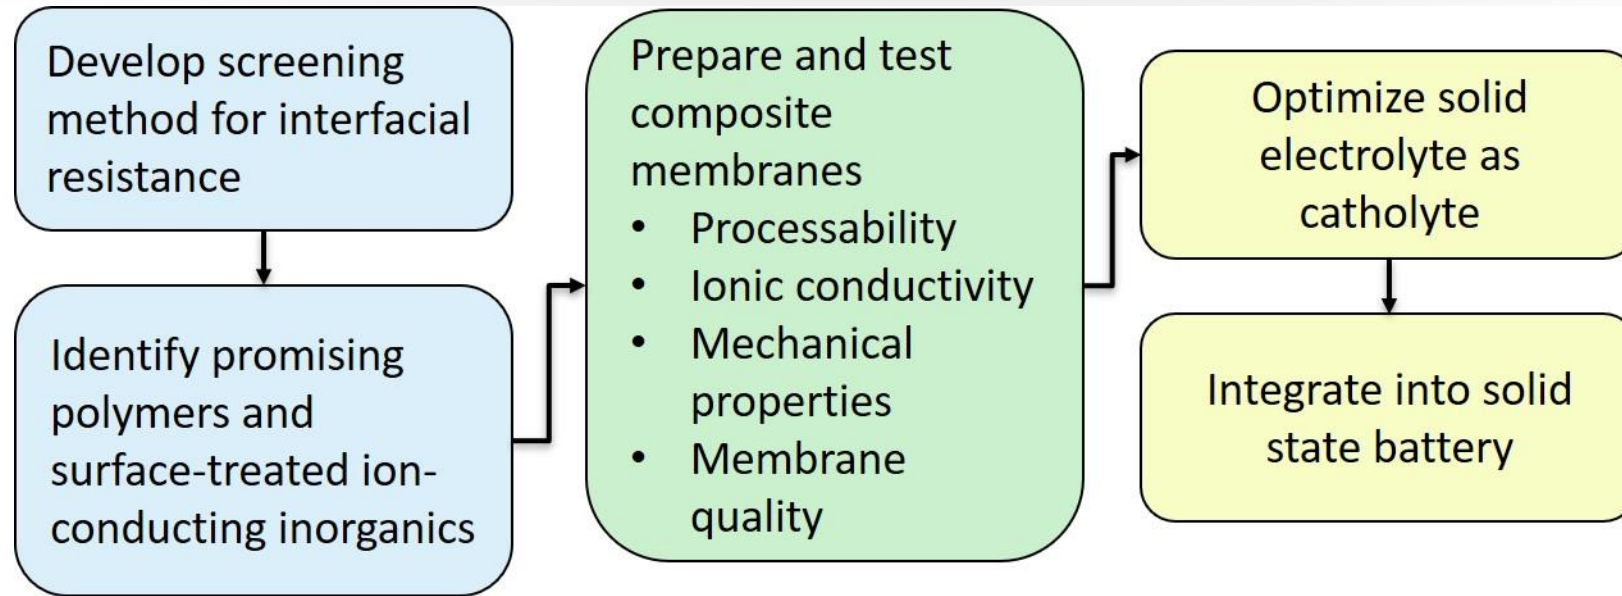 Develop screening
method for interfacial
resistance
Identify promising
polymers and
surface-treated ion-
conducting inorganics
Prepare and test
composite
membranes
• Processability
• Ionic conductivity
• Mechanical
properties
• Membrane
quality
Optimize solid
electrolyte as
catholyte
Integrate into solid
state battery